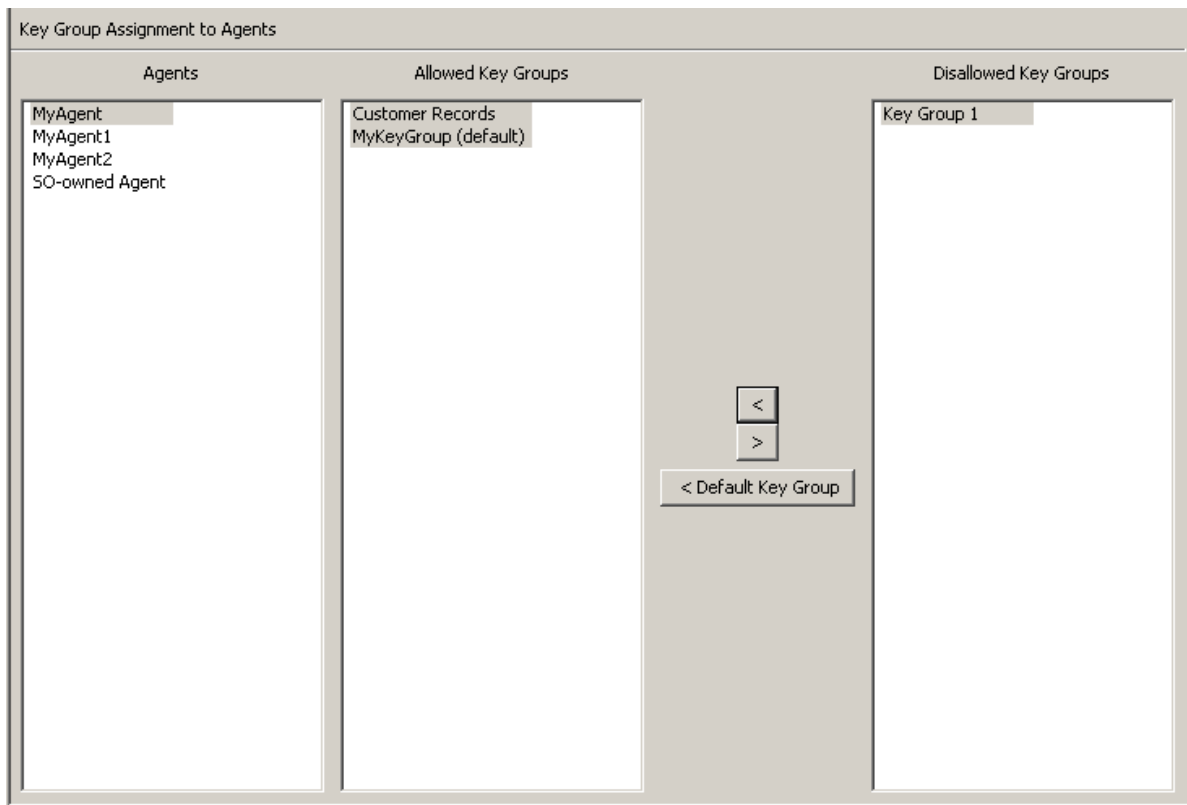 Key Group Assignment to Agents
Agents
Allowed Key Groups
Disallowed Key Groups
MyAgent
MyAgent1
MyAgent2
SO-owned Agent
Customer Records
MyKeyGroup (default)
<
>
< Default Key Group
Key Group 1